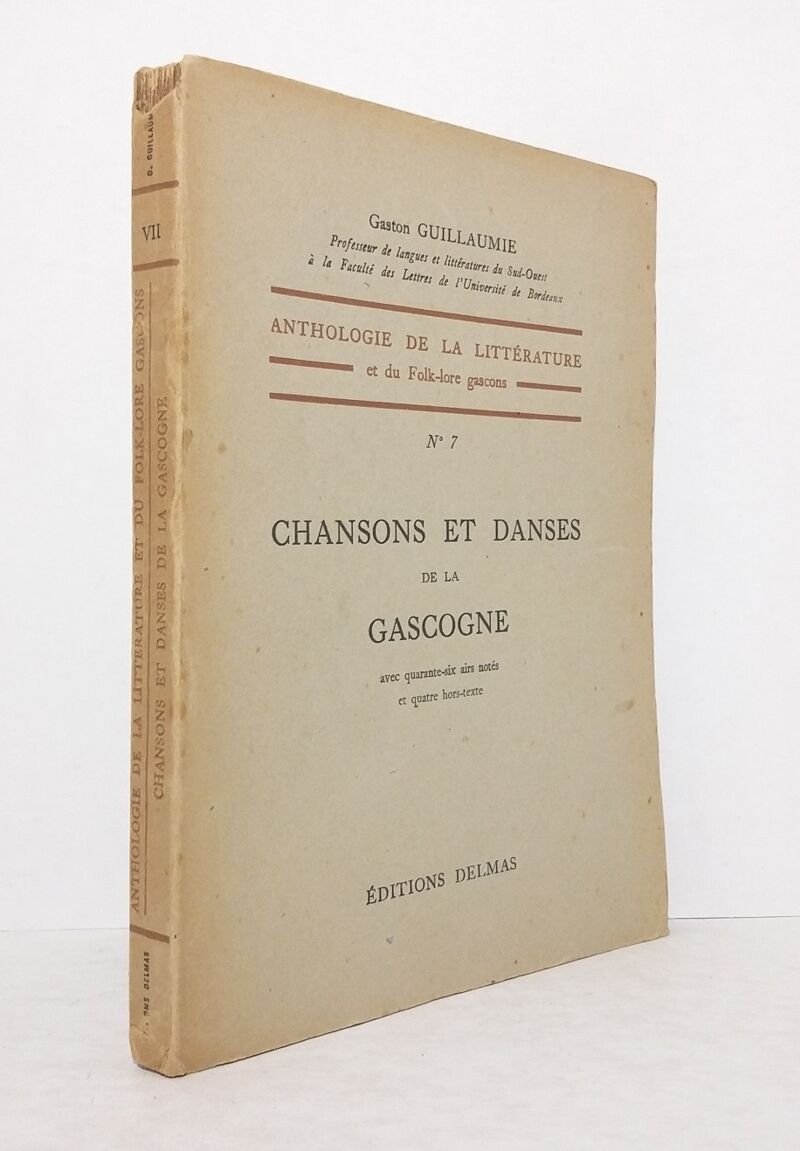 Gaston GUILLAUMIE
Professeur de langues et littératures du Sud-Ouest
à la Faculté des Lettres de l'Université de Bordeaux
ANTHOLOGIE DE LA LITTÉRATURE
et du Folk-lore gascons
N° 7
CHANSONS ET DANSES
DE LA
GASCOGNE
avec quarante-six airs notés
et quatre hors-texte
ÉDITIONS DELMAS
G. GUILLAUM
VII
ANTHOLOGIE DE LA LITTÉRATURE ET DU FOLK-LORE GASCONS
CHANSONS ET DANSES DE LA GASCOGNE
DELMAS